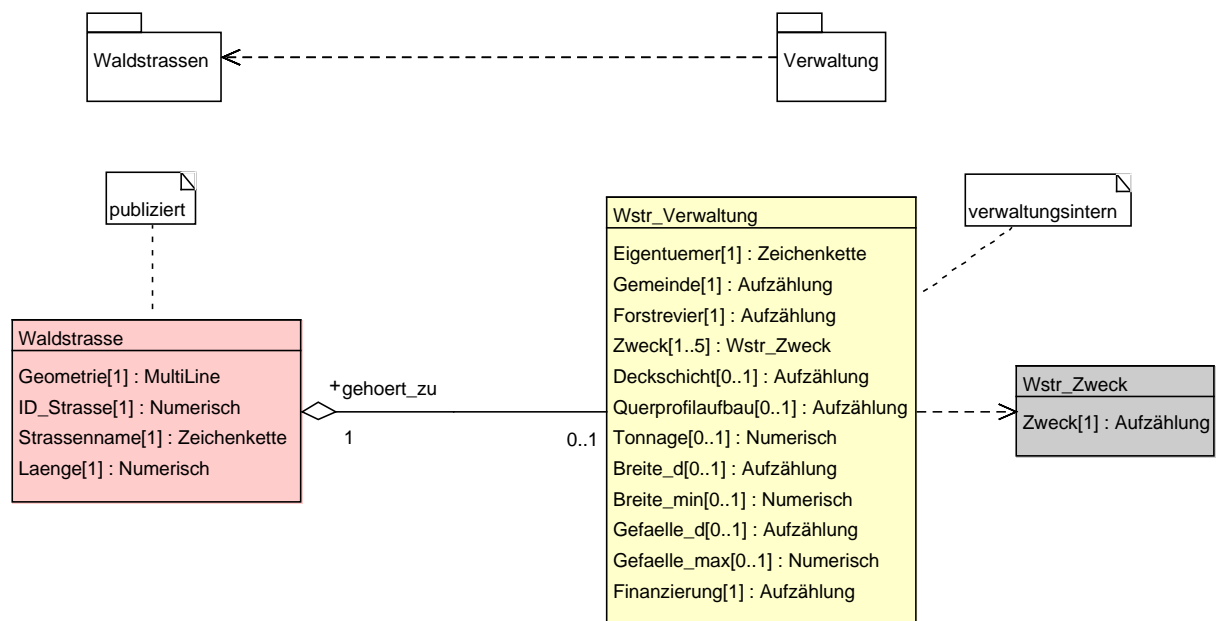 Waldstrassen
Verwaltung
publiziert
verwaltungsintern
Waldstrasse
Geometrie[1] : MultiLine
ID_Strasse[1] : Numerisch
Strassenname[1] : Zeichenkette
Laenge[1] : Numerisch
+gehoert_zu
1
0..1
Wstr_Verwaltung
Eigentuemer[1] : Zeichenkette
Gemeinde[1] : Aufzählung
Forstrevier[1] : Aufzählung
Zweck[1..5] : Wstr_Zweck
Deckschicht[0..1] : Aufzählung
Querprofilaufbau[0..1] : Aufzählung
Tonnage[0..1] : Numerisch
Breite_d[0..1] : Aufzählung
Breite_min[0..1] : Numerisch
Gefaelle_d[0..1] : Aufzählung
Gefaelle_max[0..1] : Numerisch
Finanzierung[1] : Aufzählung
Wstr_Zweck
Zweck[1] : Aufzählung